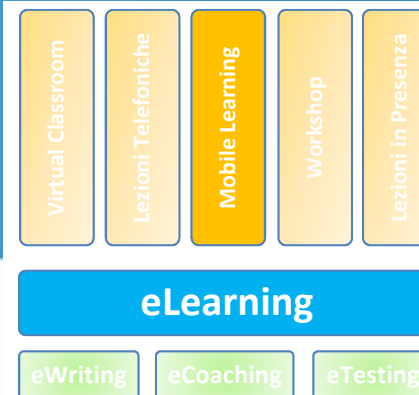 Virtual Classroom
Lezioni Telefoniche
Mobile Learning
Workshop
Lezioni in Presenza
eLearning
eWriting
eCoaching
eTesting